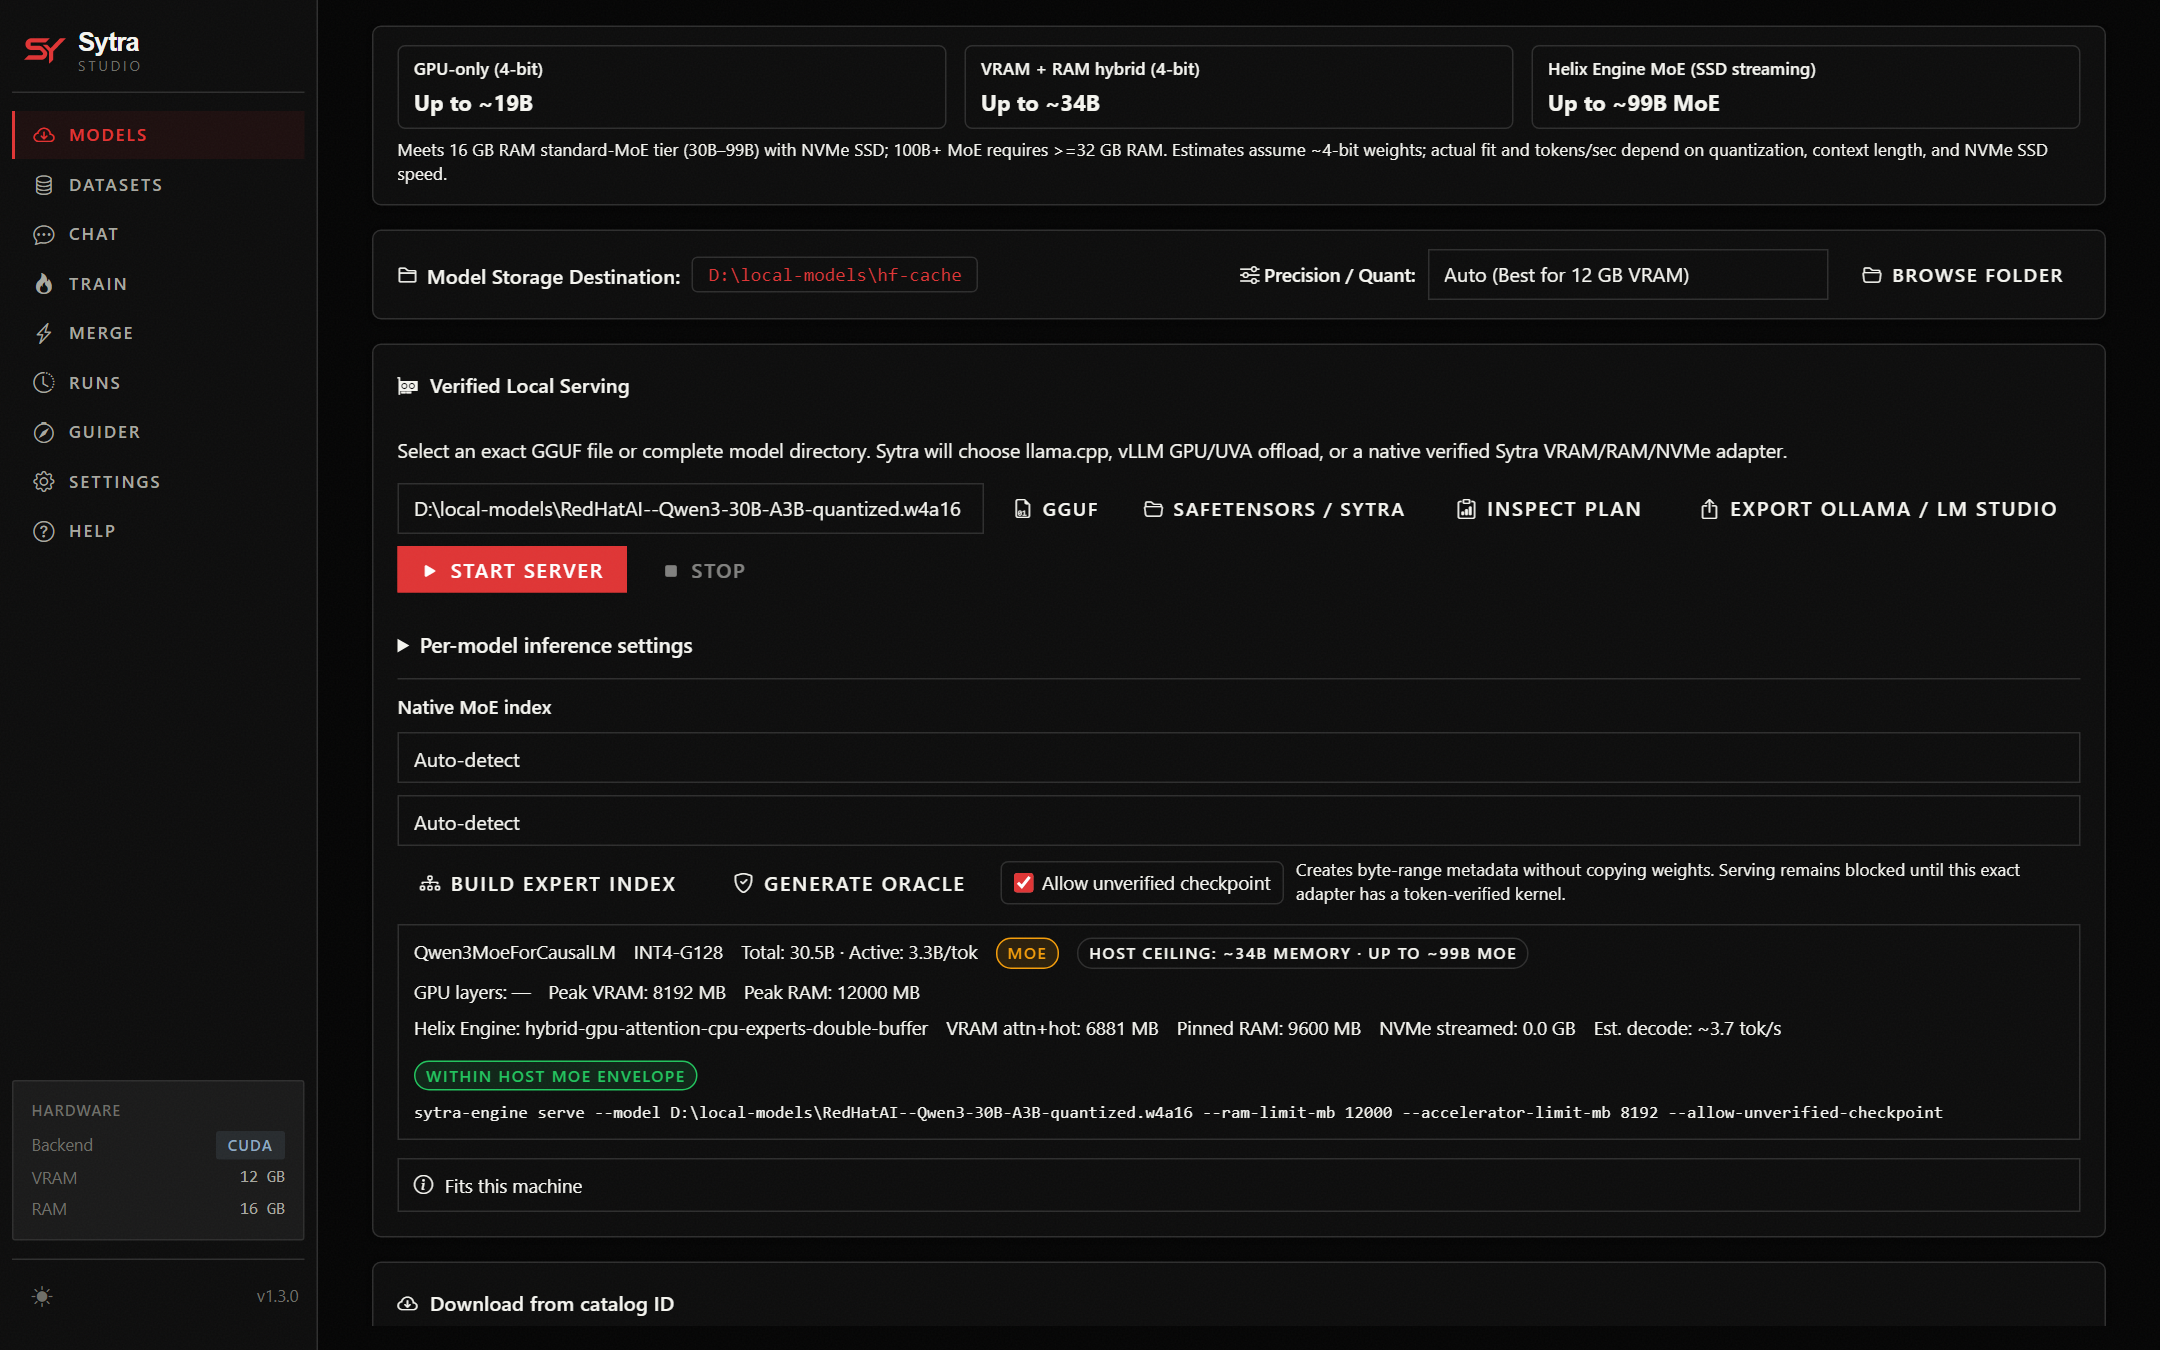 Sytra
STUDIO
MODELS
DATASETS
CHAT
TRAIN
MERGE
RUNS
GUIDER
SETTINGS
HELP
HARDWARE
Backend CUDA
VRAM 12 GB
RAM 16 GB
v1.3.0
GPU-only (4-bit)
Up to ~19B
VRAM + RAM hybrid (4-bit)
Up to ~34B
Helix Engine MoE (SSD streaming)
Up to ~99B MoE
Meets 16 GB RAM standard-MoE tier (30B–99B) with NVMe SSD; 100B+ MoE requires >=32 GB RAM. Estimates assume ~4-bit weights; actual fit and tokens/sec depend on quantization, context length, and NVMe SSD
speed.
Model Storage Destination: D:\local-models\hf-cache
Precision / Quant: Auto (Best for 12 GB VRAM)
BROWSE FOLDER
Verified Local Serving
Select an exact GGUF file or complete model directory. Sytra will choose llama.cpp, vLLM GPU/UVA offload, or a native verified Sytra VRAM/RAM/NVMe adapter.
D:\local-models\RedHatAI--Qwen3-30B-A3B-quantized.w4a16
GGUF
SAFETENSORS / SYTRA
INSPECT PLAN
EXPORT OLLAMA / LM STUDIO
START SERVER
STOP
Per-model inference settings
Native MoE index
Auto-detect
Auto-detect
BUILD EXPERT INDEX
GENERATE ORACLE
Allow unverified checkpoint
Creates byte-range metadata without copying weights. Serving remains blocked until this exact
adapter has a token-verified kernel.
Qwen3MoeForCausalLM INT4-G128 Total: 30.5B · Active: 3.3B/tok MOE HOST CEILING: ~34B MEMORY · UP TO ~99B MOE
GPU layers: — Peak VRAM: 8192 MB Peak RAM: 12000 MB
Helix Engine: hybrid-gpu-attention-cpu-experts-double-buffer VRAM attn+hot: 6881 MB Pinned RAM: 9600 MB NVMe streamed: 0.0 GB Est. decode: ~3.7 tok/s
WITHIN HOST MOE ENVELOPE
sytra-engine serve --model D:\local-models\RedHatAI--Qwen3-30B-A3B-quantized.w4a16 --ram-limit-mb 12000 --accelerator-limit-mb 8192 --allow-unverified-checkpoint
Fits this machine
Download from catalog ID